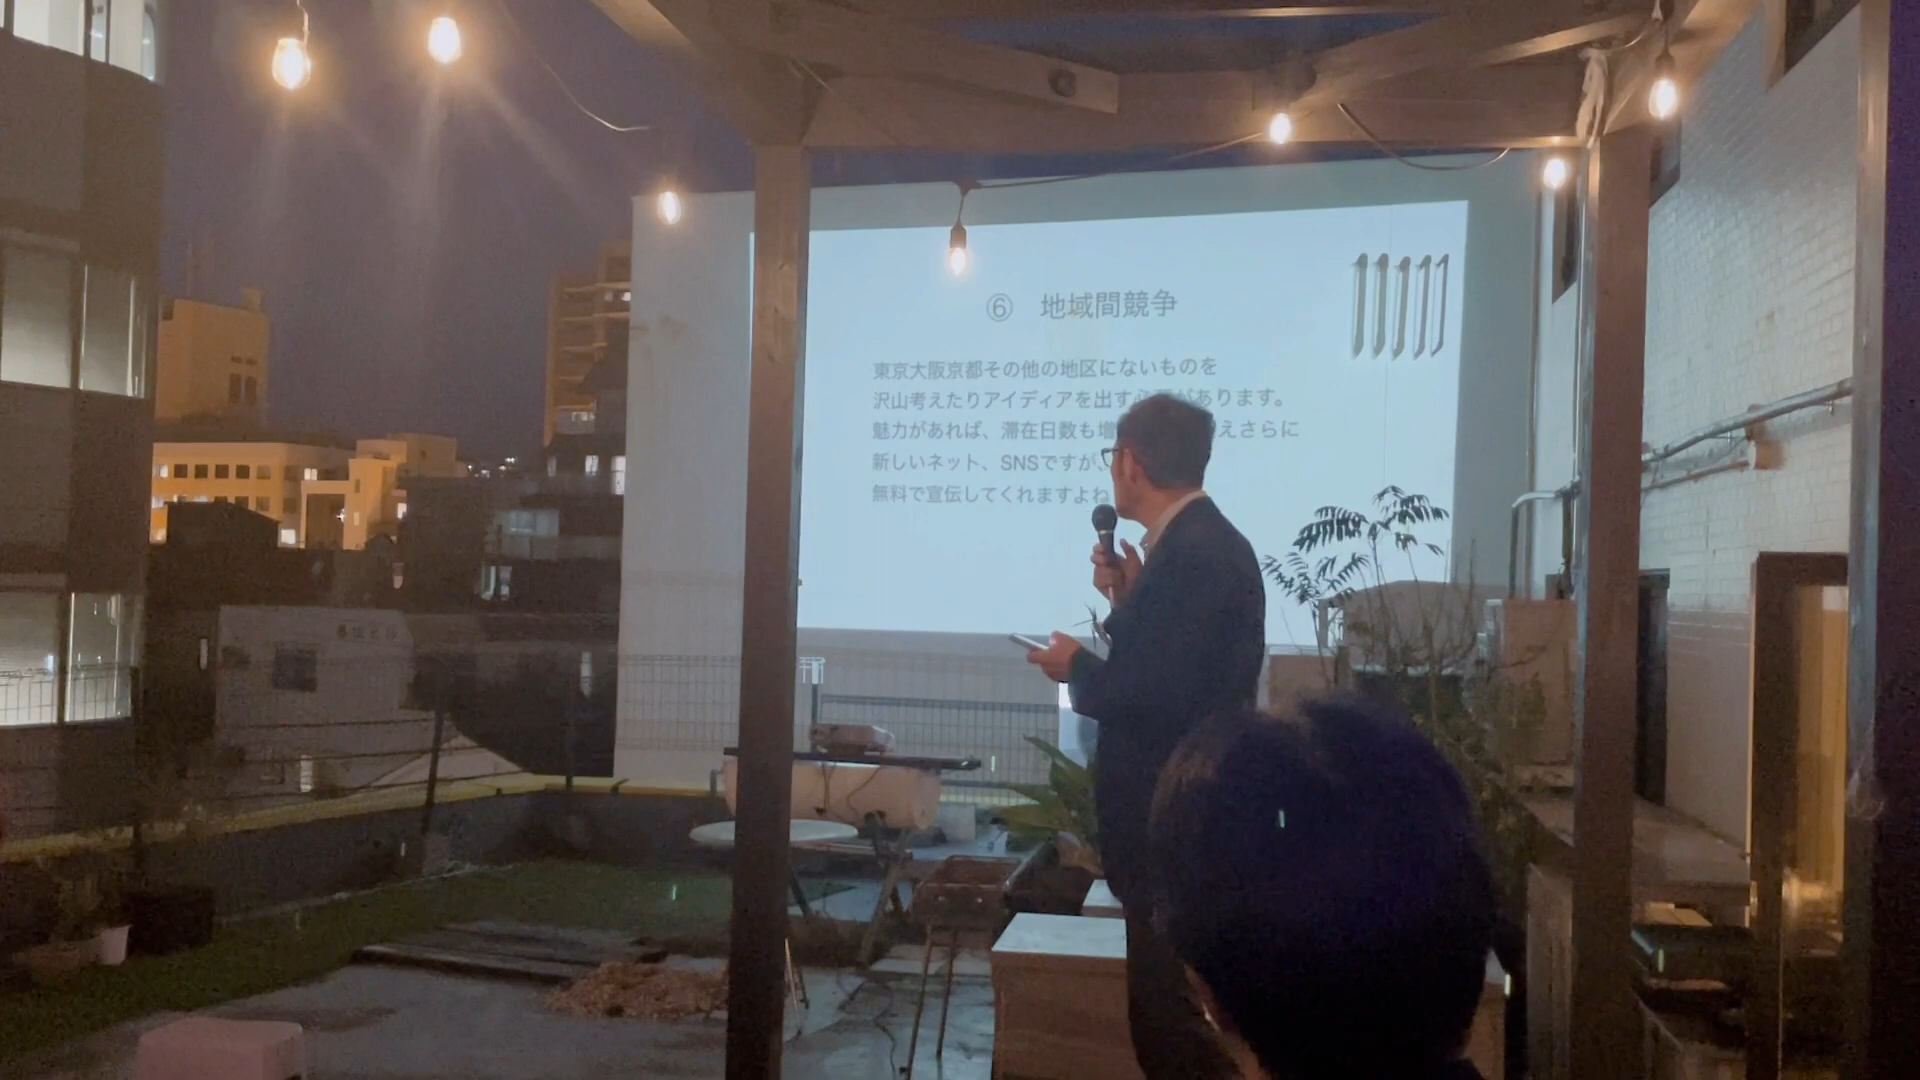 ⑥ 地域間競争
東京大阪京都その他の地区にないものを
沢山考えたりアイディアを出す必要があります。
魅力があれば、滞在日数も増 えさらに
新しいネット、SNSですが、
無料で宣伝してくれますよね